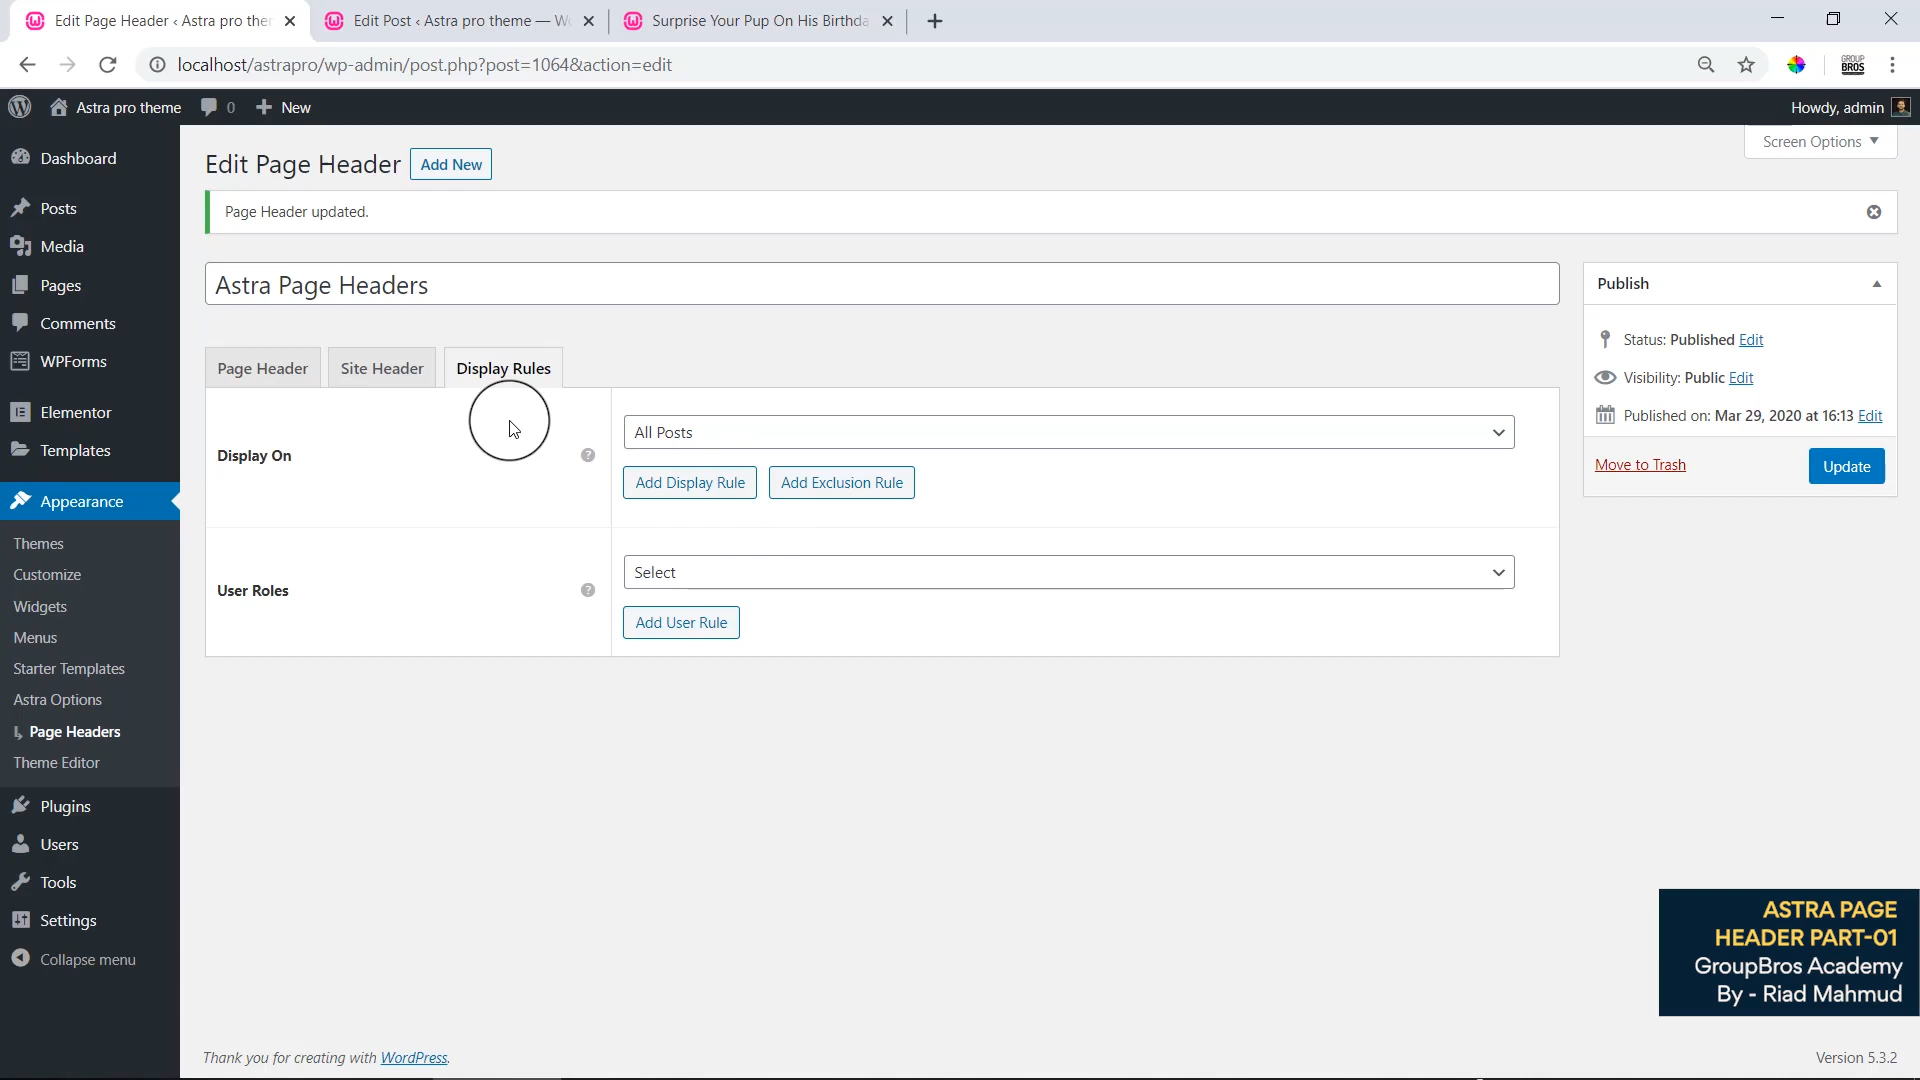 Edit Page Header ‹ Astra pro ther
Edit Post ‹ Astra pro theme — W
Surprise Your Pup On His Birthda
localhost/astrapro/wp-admin/post.php?post=1064&action=edit
GROUP
BROS
Astra pro theme
0
New
Howdy, admin
Screen Options
Dashboard
Posts
Media
Pages
Comments
WPForms
Elementor
Templates
Appearance
Themes
Customize
Widgets
Menus
Starter Templates
Astra Options
Page Headers
Theme Editor
Plugins
Users
Tools
Settings
Collapse menu
Edit Page Header
Add New
Page Header updated.
Astra Page Headers
Page Header
Site Header
Display Rules
Display On
?
All Posts
Add Display Rule
Add Exclusion Rule
User Roles
?
Select
Add User Rule
Publish
Status: Published Edit
Visibility: Public Edit
Published on: Mar 29, 2020 at 16:13 Edit
Move to Trash
Update
ASTRA PAGE
HEADER PART-01
GroupBros Academy
By - Riad Mahmud
Thank you for creating with WordPress.
Version 5.3.2